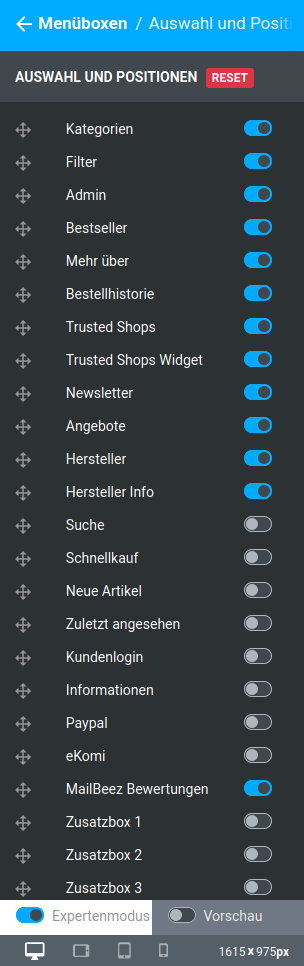 Menüboxen / Auswahl und Positi
AUSWAHL UND POSITIONEN RESET
Kategorien
Filter
Admin
Bestseller
Mehr über
Bestellhistorie
Trusted Shops
Trusted Shops Widget
Newsletter
Angebote
Hersteller
Hersteller Info
Suche
Schnellkauf
Neue Artikel
Zuletzt angesehen
Kundenlogin
Informationen
Paypal
eKomi
MailBeez Bewertungen
Zusatzbox 1
Zusatzbox 2
Zusatzbox 3
Expertenmodus Vorschau
1615 x 975px